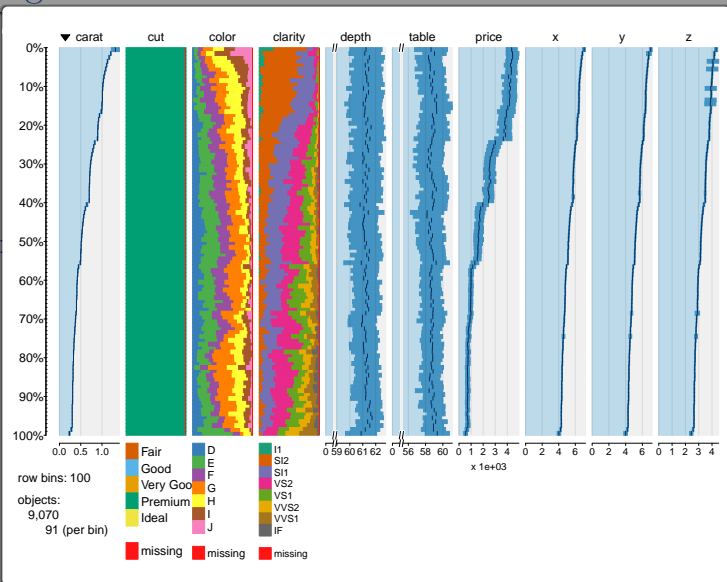 carat cut color clarity depth table price x y z
0%
10%
20%
30%
40%
50%
60%
70%
80%
90%
100%
0.0 0.5 1.0
0 59 60 61 62
0 56 58 60
0 1 2 3 4
0 2 4 6
0 2 4 6
0 1 2 3 4
x 1e+03
row bins: 100
objects:
9,070
91 (per bin)
Fair
Good
Very Goo
Premium
Ideal
missing
D
E
F
G
H
I
J
missing
I1
SI2
SI1
VS2
VS1
VVS2
VVS1
IF
missing